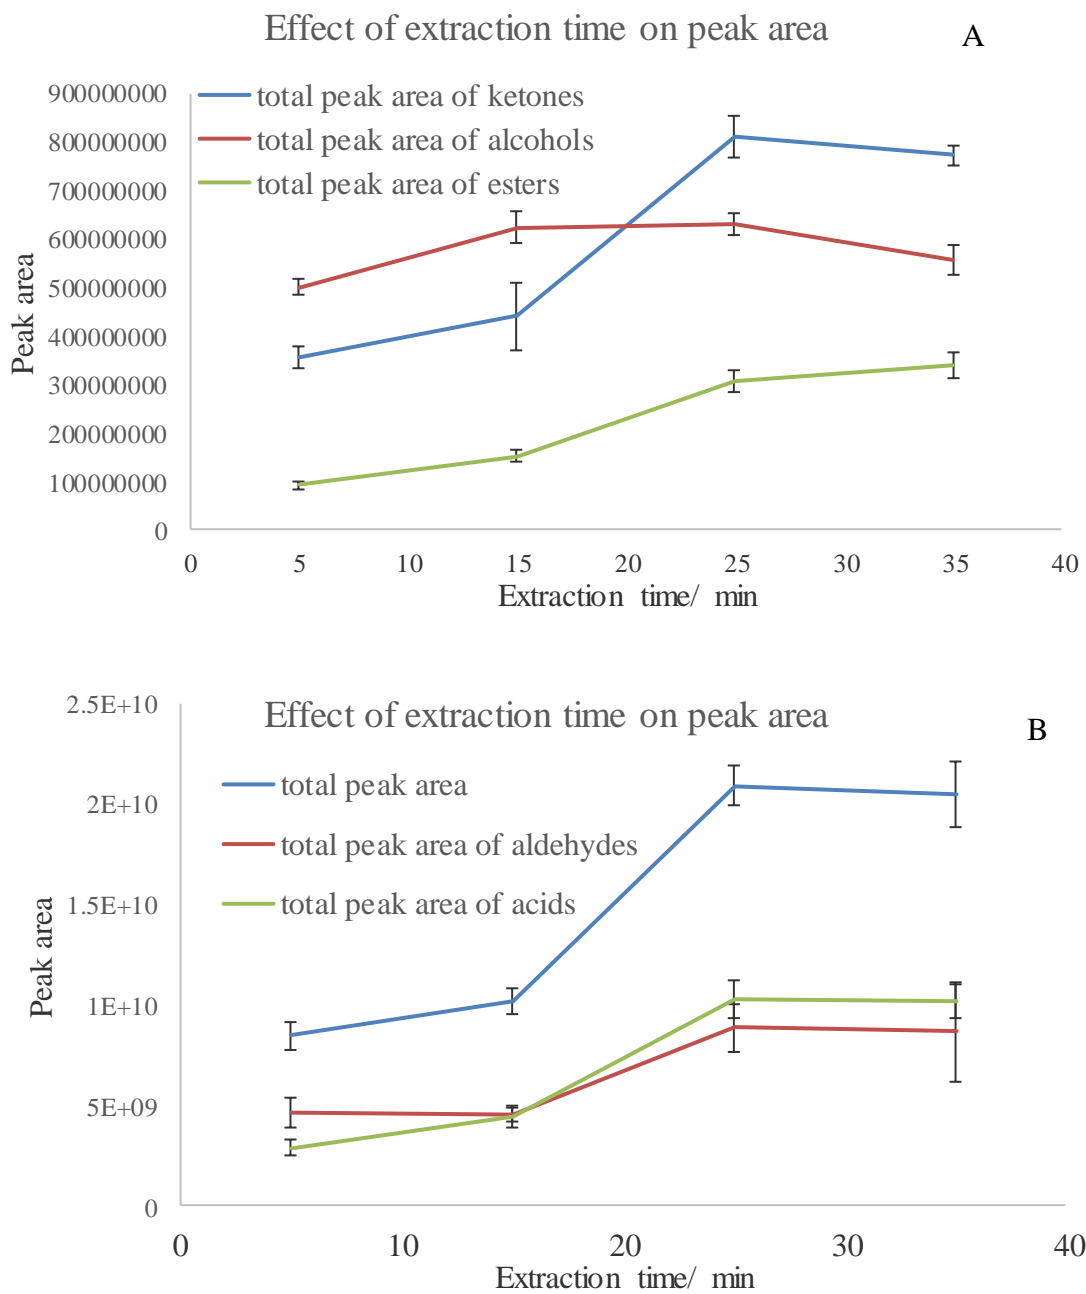 Effect of extraction time on peak area
A
900000000
800000000
700000000
600000000
500000000
400000000
300000000
200000000
100000000
0
Peak area
total peak area of ketones
total peak area of alcohols
total peak area of esters
0 5 10 15 20 25 30 35 40
Extraction time/ min
Effect of extraction time on peak area
B
2.5E+10
2E+10
1.5E+10
1E+10
5E+09
0
Peak area
total peak area
total peak area of aldehydes
total peak area of acids
0 10 20 30 40
Extraction time/ min